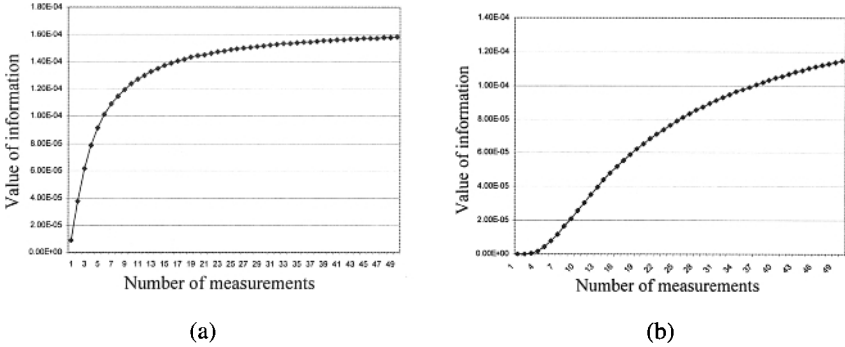 1.80E-04
1.60E-04
1.40E-04
1.20E-04
1.00E-04
8.00E-05
6.00E-05
4.00E-05
2.00E-05
0.00E+00
Value of information
1 3 5 7 9 11 13 15 17 19 21 23 25 27 29 31 33 35 37 39 41 43 45 47 49
Number of measurements
(a)
1.40E-04
1.20E-04
1.00E-04
8.00E-05
6.00E-05
4.00E-05
2.00E-05
0.00E+00
Value of information
1 4 7 10 13 16 19 22 25 28 31 34 37 40 43 46 49
Number of measurements
(b)